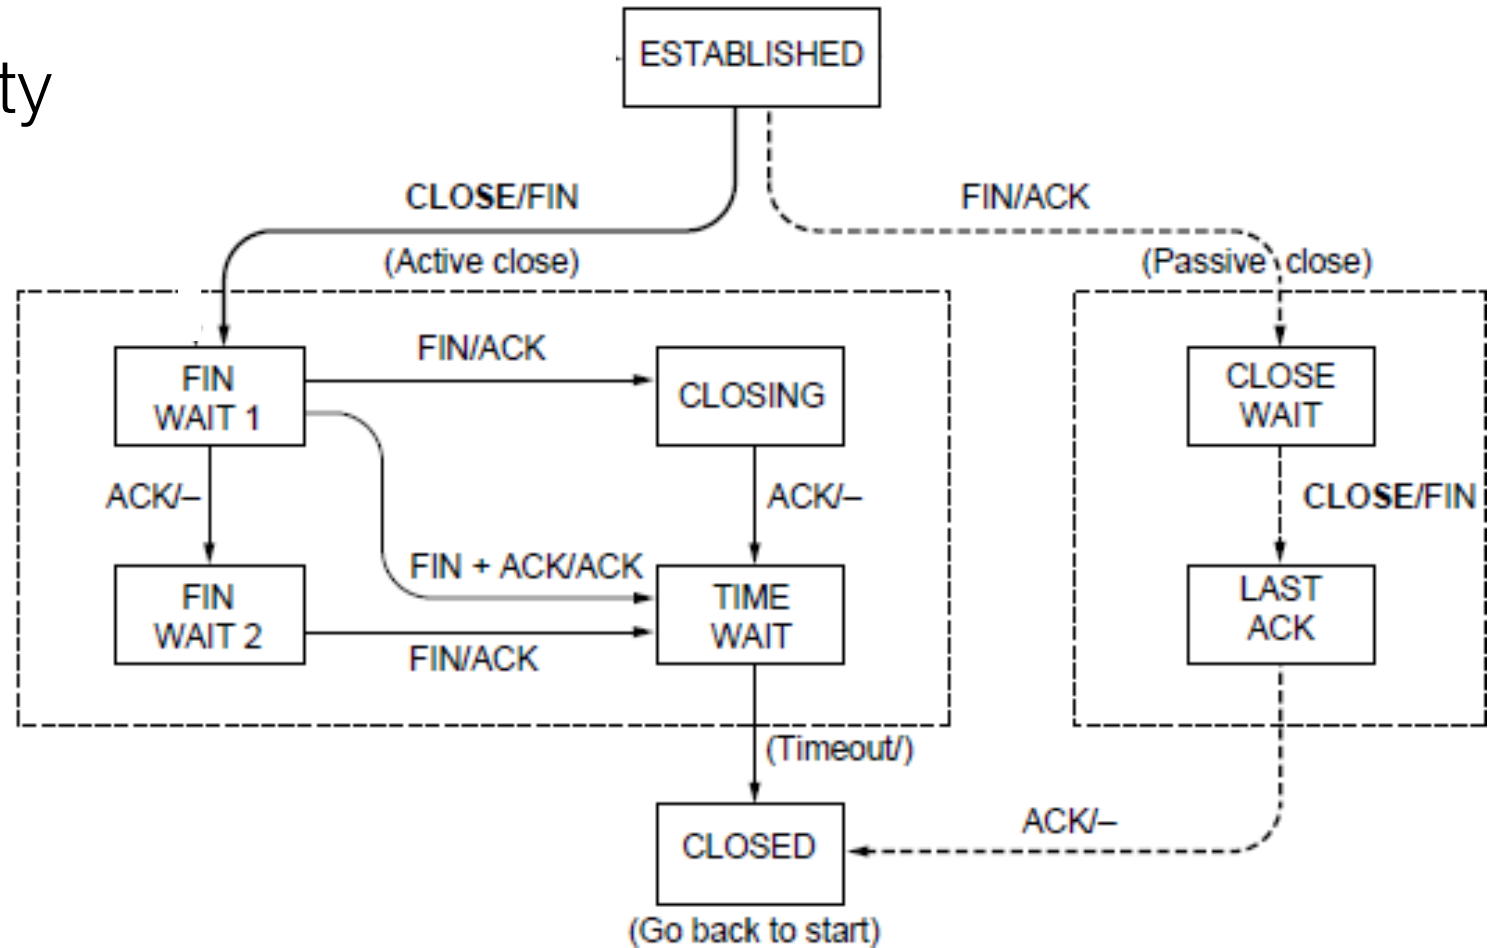 ty
ESTABLISHED
CLOSE/FIN
FIN/ACK
(Active close)
(Passive close)
FIN
WAIT 1
FIN/ACK
CLOSING
CLOSE
WAIT
ACK/–
ACK/–
CLOSE/FIN
FIN + ACK/ACK
FIN
WAIT 2
TIME
WAIT
LAST
ACK
FIN/ACK
(Timeout/)
ACK/–
CLOSED
(Go back to start)